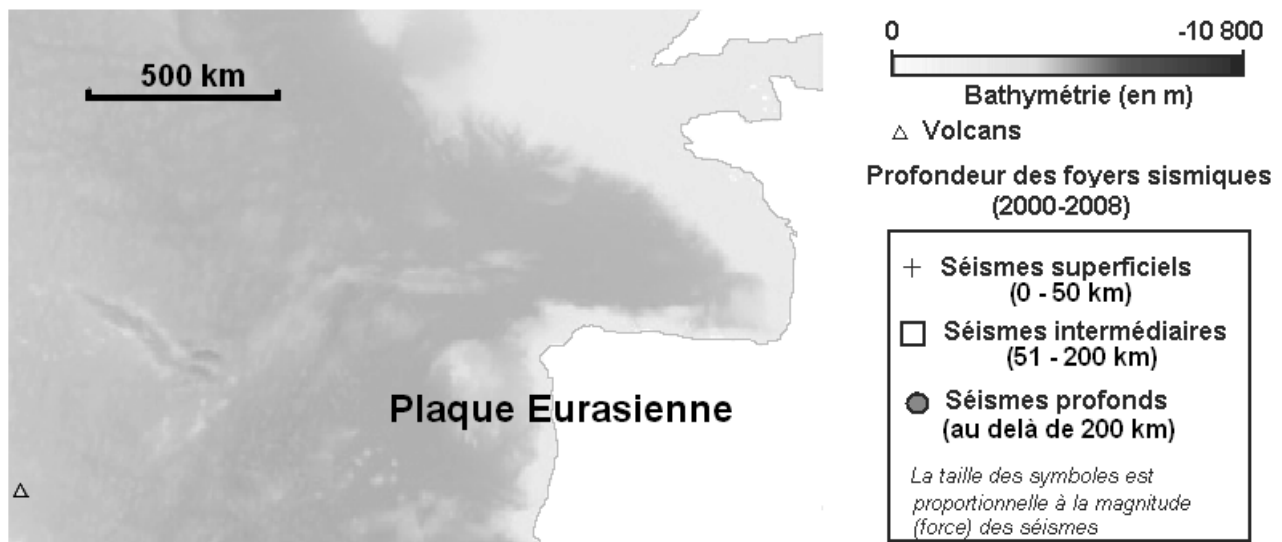 500 km
Plaque Eurasienne
0 -10 800
Bathymétrie (en m)
Volcans
Profondeur des foyers sismiques
(2000-2008)
Séismes superficiels
(0 - 50 km)
Séismes intermédiaires
(51 - 200 km)
Séismes profonds
(au delà de 200 km)
La taille des symboles est
proportionnelle à la magnitude
(force) des séismes